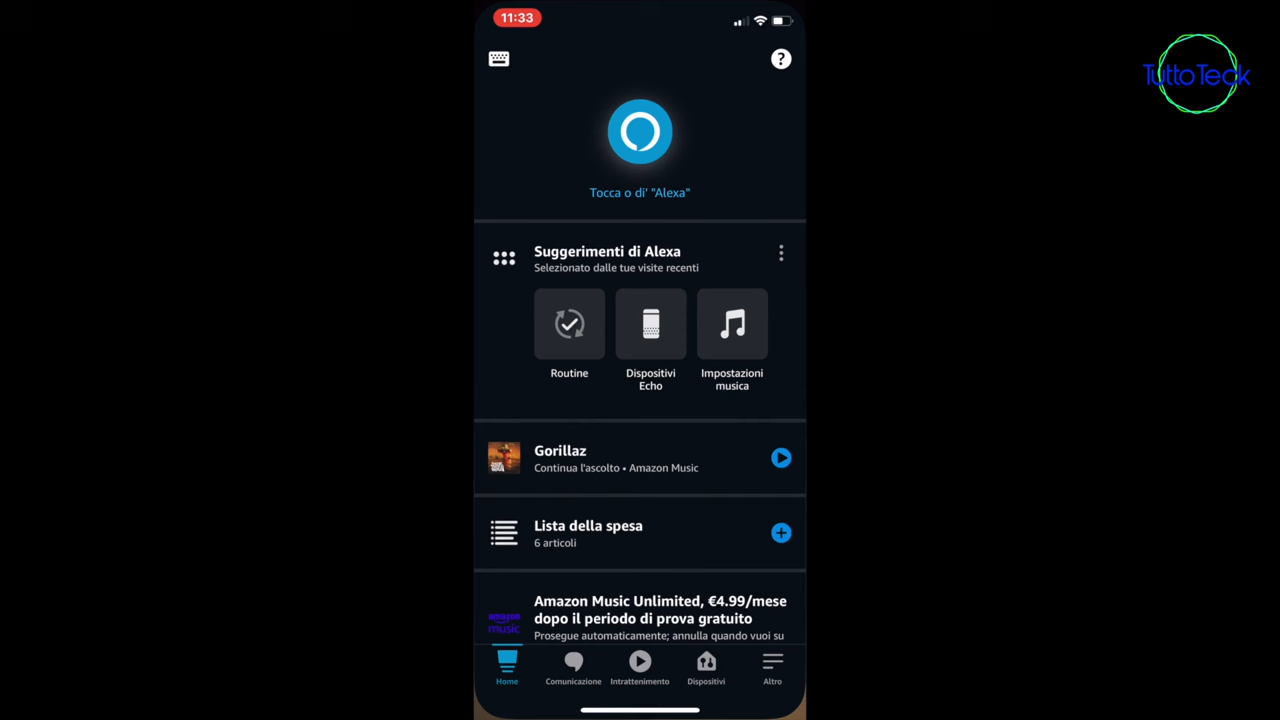 11:33
TuttoTeck
?
Tocca o di' "Alexa"
Suggerimenti di Alexa
Selezionato dalle tue visite recenti
Routine
Dispositivi
Echo
Impostazioni
musica
Gorillaz
Continua l'ascolto • Amazon Music
Lista della spesa
6 articoli
Amazon Music Unlimited, €4.99/mese
dopo il periodo di prova gratuito
amazon
music
Prosegue automaticamente; annulla quando vuoi su
Home
Comunicazione
Intrattenimento
Dispositivi
Altro